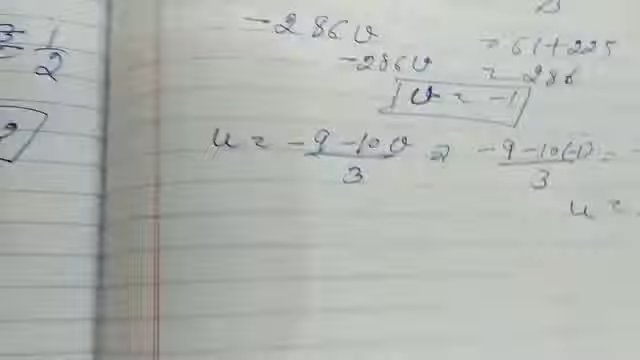 1/2
-286v = 61+225
-286v = 286
v = -1
u = (-9-10v)/3 = (-9-10(-1))/3 =
u =